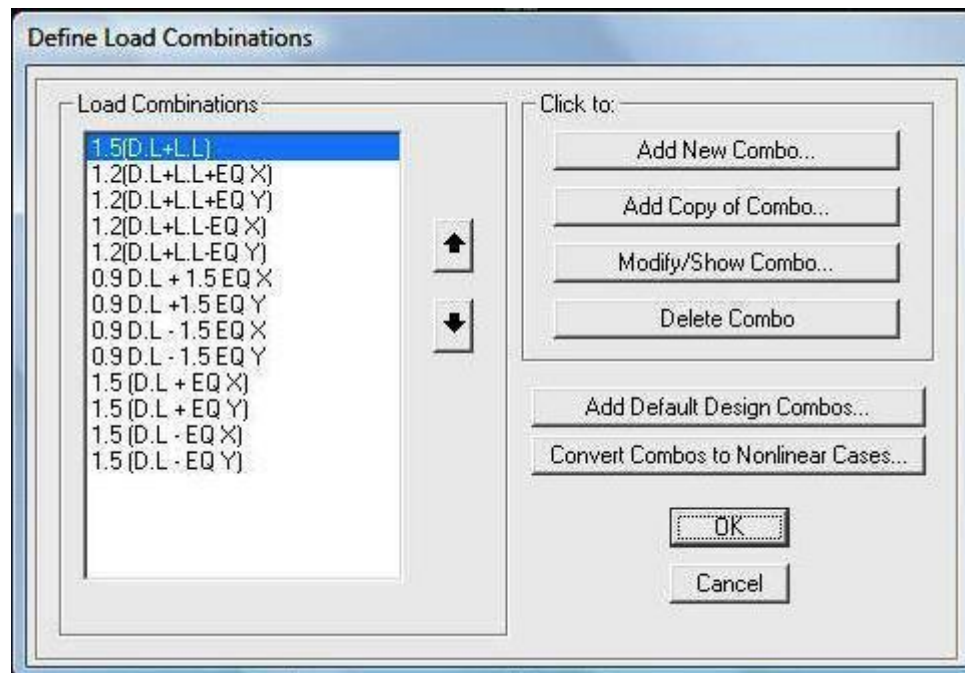 Define Load Combinations
Load Combinations
1.5(D.L+L.L)
1.2(D.L+L.L+EQ X)
1.2(D.L+L.L+EQ Y)
1.2(D.L+L.L-EQ X)
1.2(D.L+L.L-EQ Y)
0.9 D.L + 1.5 EQ X
0.9 D.L +1.5 EQ Y
0.9 D.L - 1.5 EQ X
0.9 D.L - 1.5 EQ Y
1.5 (D.L + EQ X)
1.5 (D.L + EQ Y)
1.5 (D.L - EQ X)
1.5 (D.L - EQ Y)
Click to:
Add New Combo...
Add Copy of Combo...
Modify/Show Combo...
Delete Combo
Add Default Design Combos...
Convert Combos to Nonlinear Cases...
OK
Cancel